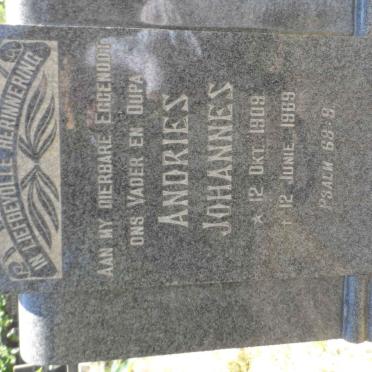 IN LIEFDEVOLLE HERINNERING
AAN MY DIERBARE EGGENOOT
ONS VADER EN OUPA
ANDRIES
JOHANNES
* 12 OKT. 1909
† 12 JUNIE 1969
PSALM 68-8